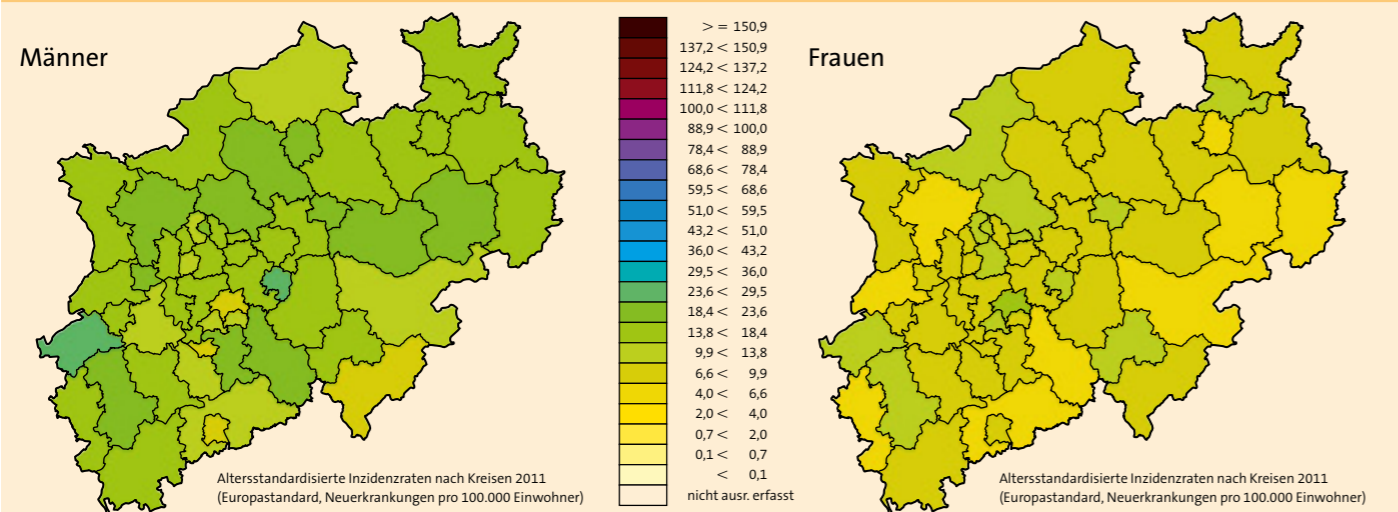 Männer
> = 150,9
137,2 < 150,9
124,2 < 137,2
111,8 < 124,2
100,0 < 111,8
88,9 < 100,0
78,4 < 88,9
68,6 < 78,4
59,5 < 68,6
51,0 < 59,5
43,2 < 51,0
36,0 < 43,2
29,5 < 36,0
23,6 < 29,5
18,4 < 23,6
13,8 < 18,4
9,9 < 13,8
6,6 < 9,9
4,0 < 6,6
2,0 < 4,0
0,7 < 2,0
0,1 < 0,7
< 0,1
nicht ausr. erfasst
Altersstandardisierte Inzidenzraten nach Kreisen 2011
(Europastandard, Neuerkrankungen pro 100.000 Einwohner)
Frauen
Altersstandardisierte Inzidenzraten nach Kreisen 2011
(Europastandard, Neuerkrankungen pro 100.000 Einwohner)